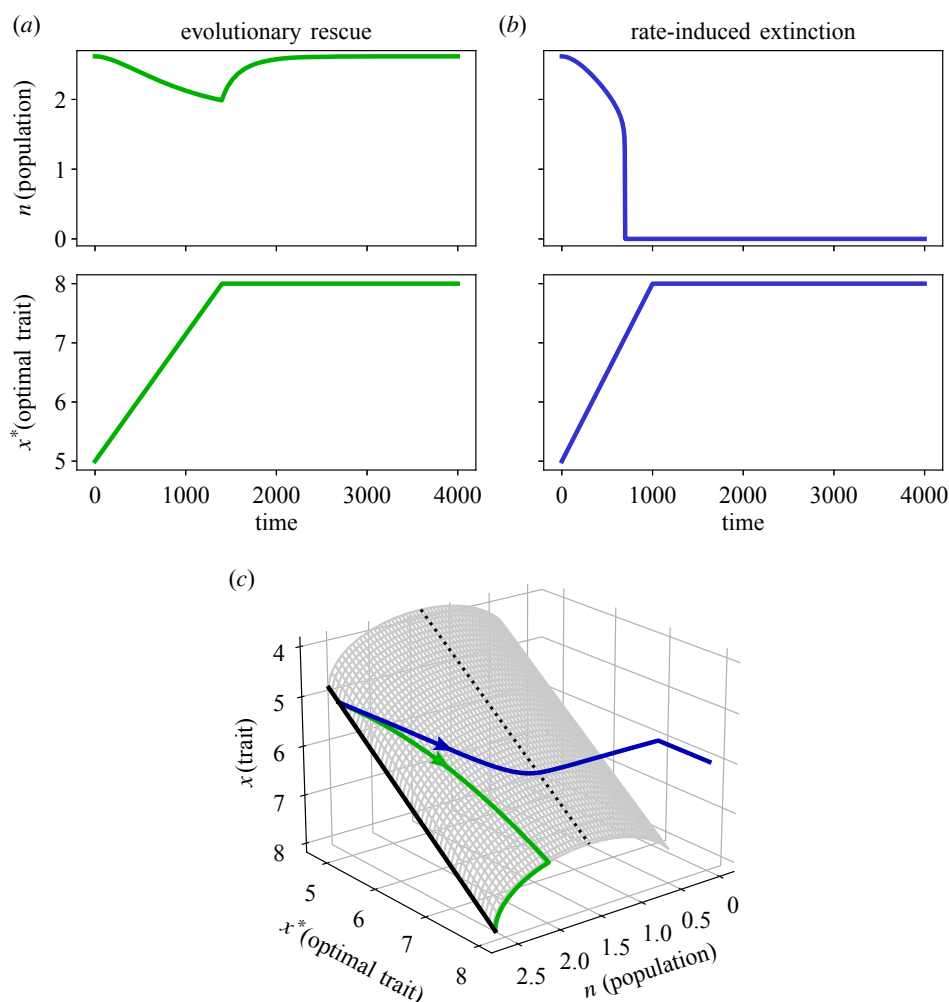 (a) evolutionary rescue
(b) rate-induced extinction
n (population)
2
1
0
x* (optimal trait)
8
7
6
5
0 1000 2000 3000 4000
time
0 1000 2000 3000 4000
time
(c)
x (trait)
4
5
6
7
8
5
6
7
8
x* (optimal trait)
2.5
2.0
1.5
1.0
0.5
0
n (population)